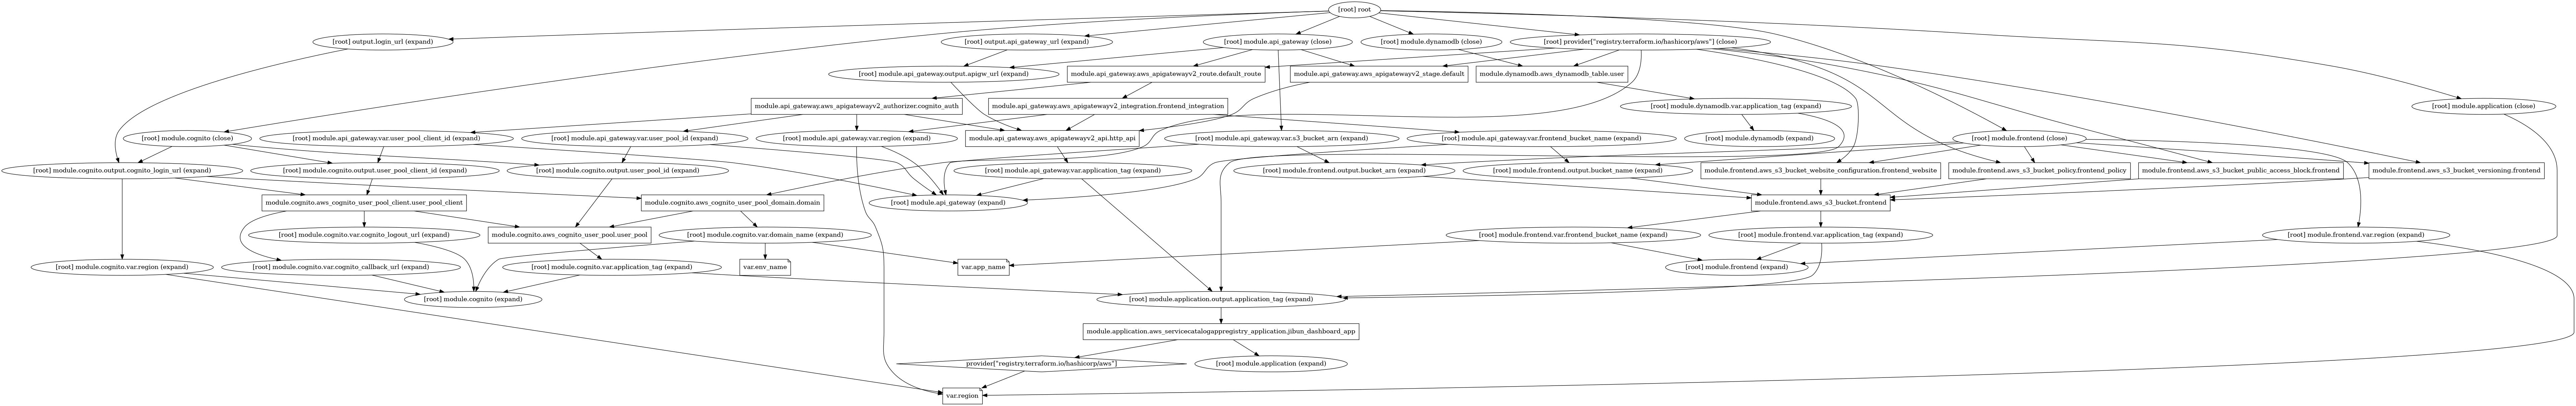 [root] root
[root] output.login_url (expand)
[root] output.api_gateway_url (expand)
[root] module.api_gateway (close)
[root] module.dynamodb (close)
[root] provider["registry.terraform.io/hashicorp/aws"] (close)
[root] module.api_gateway.output.apigw_url (expand)
module.api_gateway.aws_apigatewayv2_route.default_route
module.api_gateway.aws_apigatewayv2_stage.default
module.dynamodb.aws_dynamodb_table.user
module.api_gateway.aws_apigatewayv2_authorizer.cognito_auth
module.api_gateway.aws_apigatewayv2_integration.frontend_integration
[root] module.dynamodb.var.application_tag (expand)
[root] module.application (close)
[root] module.cognito (close)
[root] module.api_gateway.var.user_pool_client_id (expand)
[root] module.api_gateway.var.user_pool_id (expand)
[root] module.api_gateway.var.region (expand)
module.api_gateway.aws_apigatewayv2_api.http_api
[root] module.api_gateway.var.s3_bucket_arn (expand)
[root] module.api_gateway.var.frontend_bucket_name (expand)
[root] module.dynamodb (expand)
[root] module.frontend (close)
[root] module.cognito.output.cognito_login_url (expand)
[root] module.cognito.output.user_pool_client_id (expand)
[root] module.cognito.output.user_pool_id (expand)
[root] module.api_gateway.var.application_tag (expand)
[root] module.frontend.output.bucket_arn (expand)
[root] module.frontend.output.bucket_name (expand)
module.frontend.aws_s3_bucket_website_configuration.frontend_website
module.frontend.aws_s3_bucket_policy.frontend_policy
module.frontend.aws_s3_bucket_public_access_block.frontend
module.frontend.aws_s3_bucket_versioning.frontend
module.cognito.aws_cognito_user_pool_client.user_pool_client
module.cognito.aws_cognito_user_pool_domain.domain
[root] module.api_gateway (expand)
module.frontend.aws_s3_bucket.frontend
[root] module.cognito.var.cognito_logout_url (expand)
module.cognito.aws_cognito_user_pool.user_pool
[root] module.cognito.var.domain_name (expand)
[root] module.frontend.var.frontend_bucket_name (expand)
[root] module.frontend.var.application_tag (expand)
[root] module.frontend.var.region (expand)
[root] module.cognito.var.region (expand)
[root] module.cognito.var.cognito_callback_url (expand)
[root] module.cognito.var.application_tag (expand)
var.env_name
var.app_name
[root] module.frontend (expand)
[root] module.cognito (expand)
[root] module.application.output.application_tag (expand)
module.application.aws_servicecatalogappregistry_application.jibun_dashboard_app
provider["registry.terraform.io/hashicorp/aws"]
[root] module.application (expand)
var.region